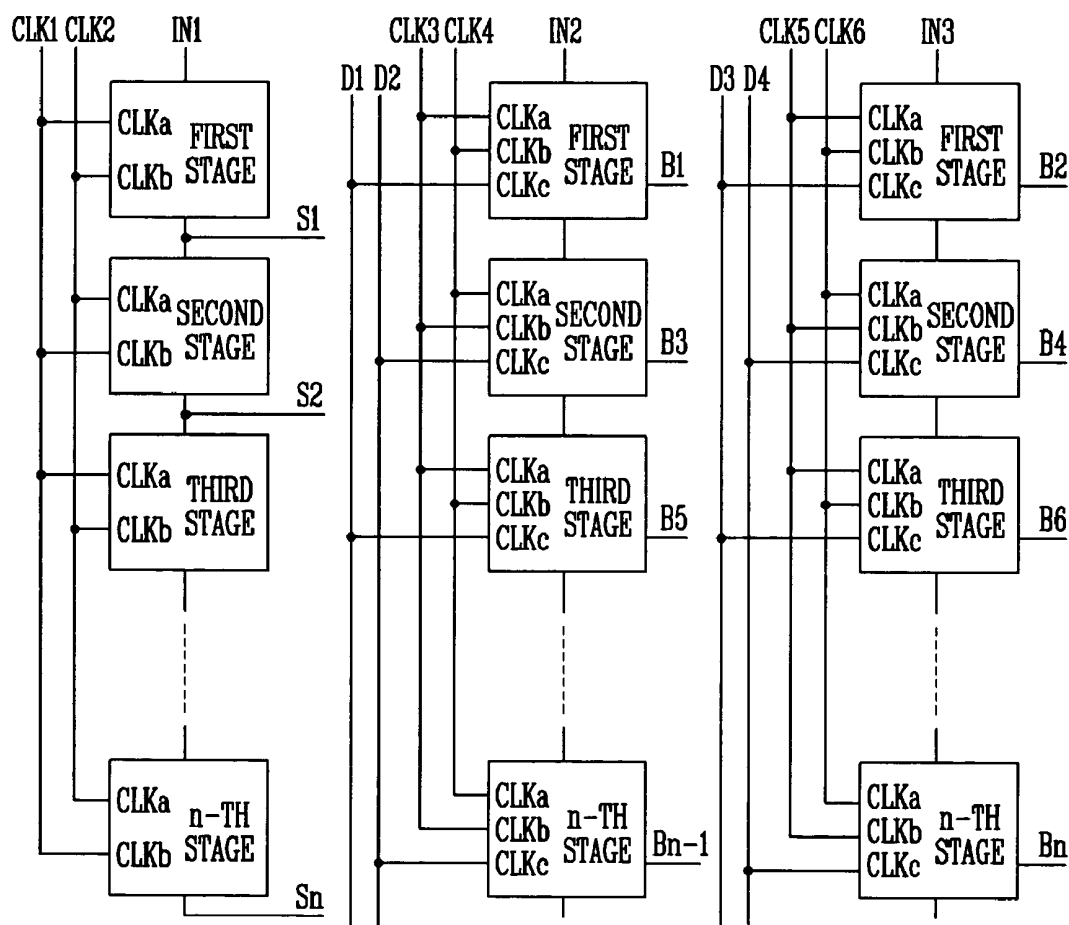 CLK1 CLK2 IN1
CLKa FIRST
CLKb STAGE
S1
CLKa SECOND
CLKb STAGE
S2
CLKa THIRD
CLKb STAGE
CLKa n-TH
CLKb STAGE
Sn
CLK3 CLK4 IN2
D1 D2
CLKa FIRST
CLKb STAGE
CLKc
B1
CLKa SECOND
CLKb STAGE
CLKc
B3
CLKa THIRD
CLKb STAGE
CLKc
B5
CLKa n-TH
CLKb STAGE
CLKc
Bn-1
CLK5 CLK6 IN3
D3 D4
CLKa FIRST
CLKb STAGE
CLKc
B2
CLKa SECOND
CLKb STAGE
CLKc
B4
CLKa THIRD
CLKb STAGE
CLKc
B6
CLKa n-TH
CLKb STAGE
CLKc
Bn